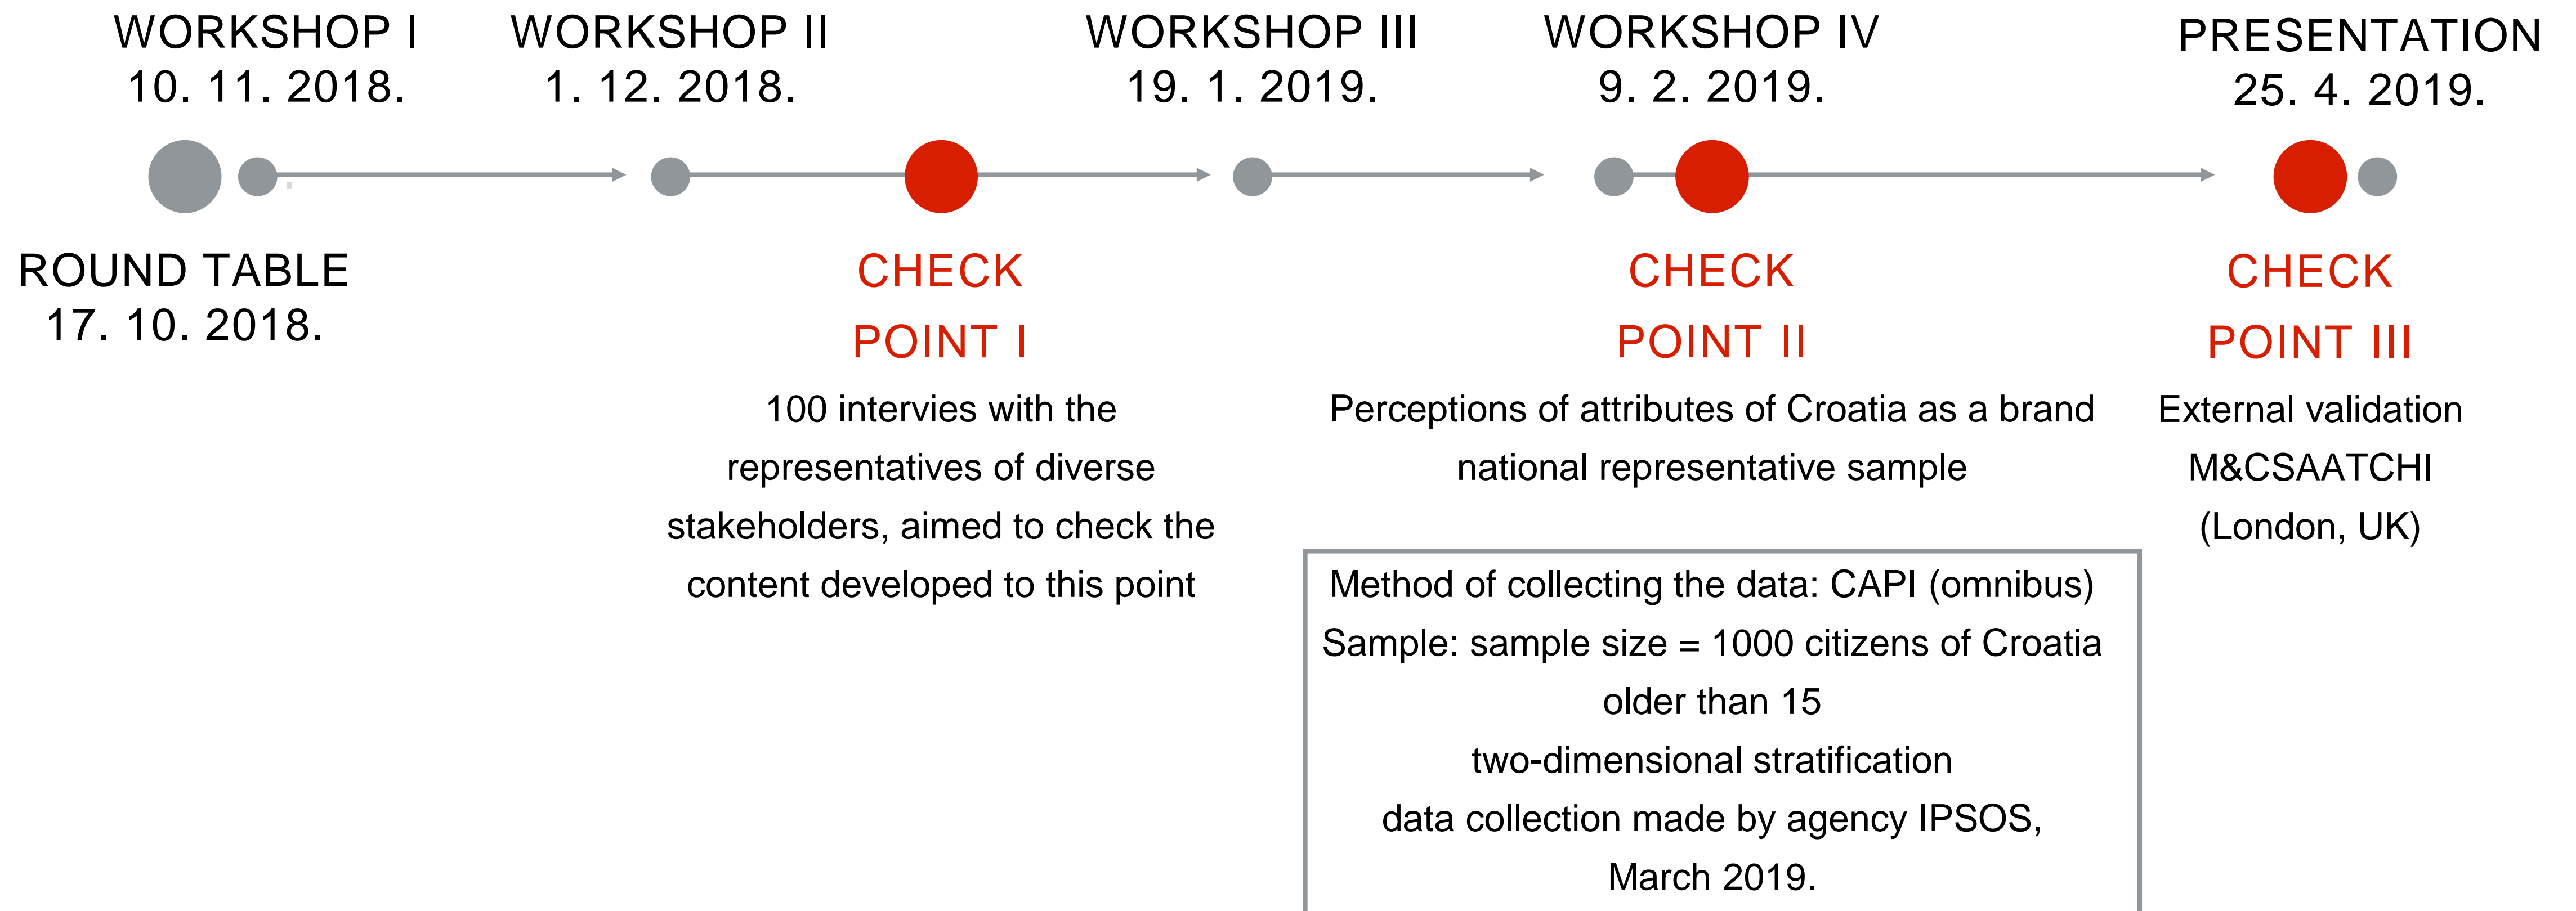 WORKSHOP I
10. 11. 2018.
WORKSHOP II
1. 12. 2018.
WORKSHOP III
19. 1. 2019.
WORKSHOP IV
9. 2. 2019.
PRESENTATION
25. 4. 2019.
ROUND TABLE
17. 10. 2018.
CHECK
POINT I
100 intervies with the
representatives of diverse
stakeholders, aimed to check the
content developed to this point
CHECK
POINT II
Perceptions of attributes of Croatia as a brand
national representative sample
Method of collecting the data: CAPI (omnibus)
Sample: sample size = 1000 citizens of Croatia
older than 15
two-dimensional stratification
data collection made by agency IPSOS,
March 2019.
CHECK
POINT III
External validation
M&CSAATCHI
(London, UK)